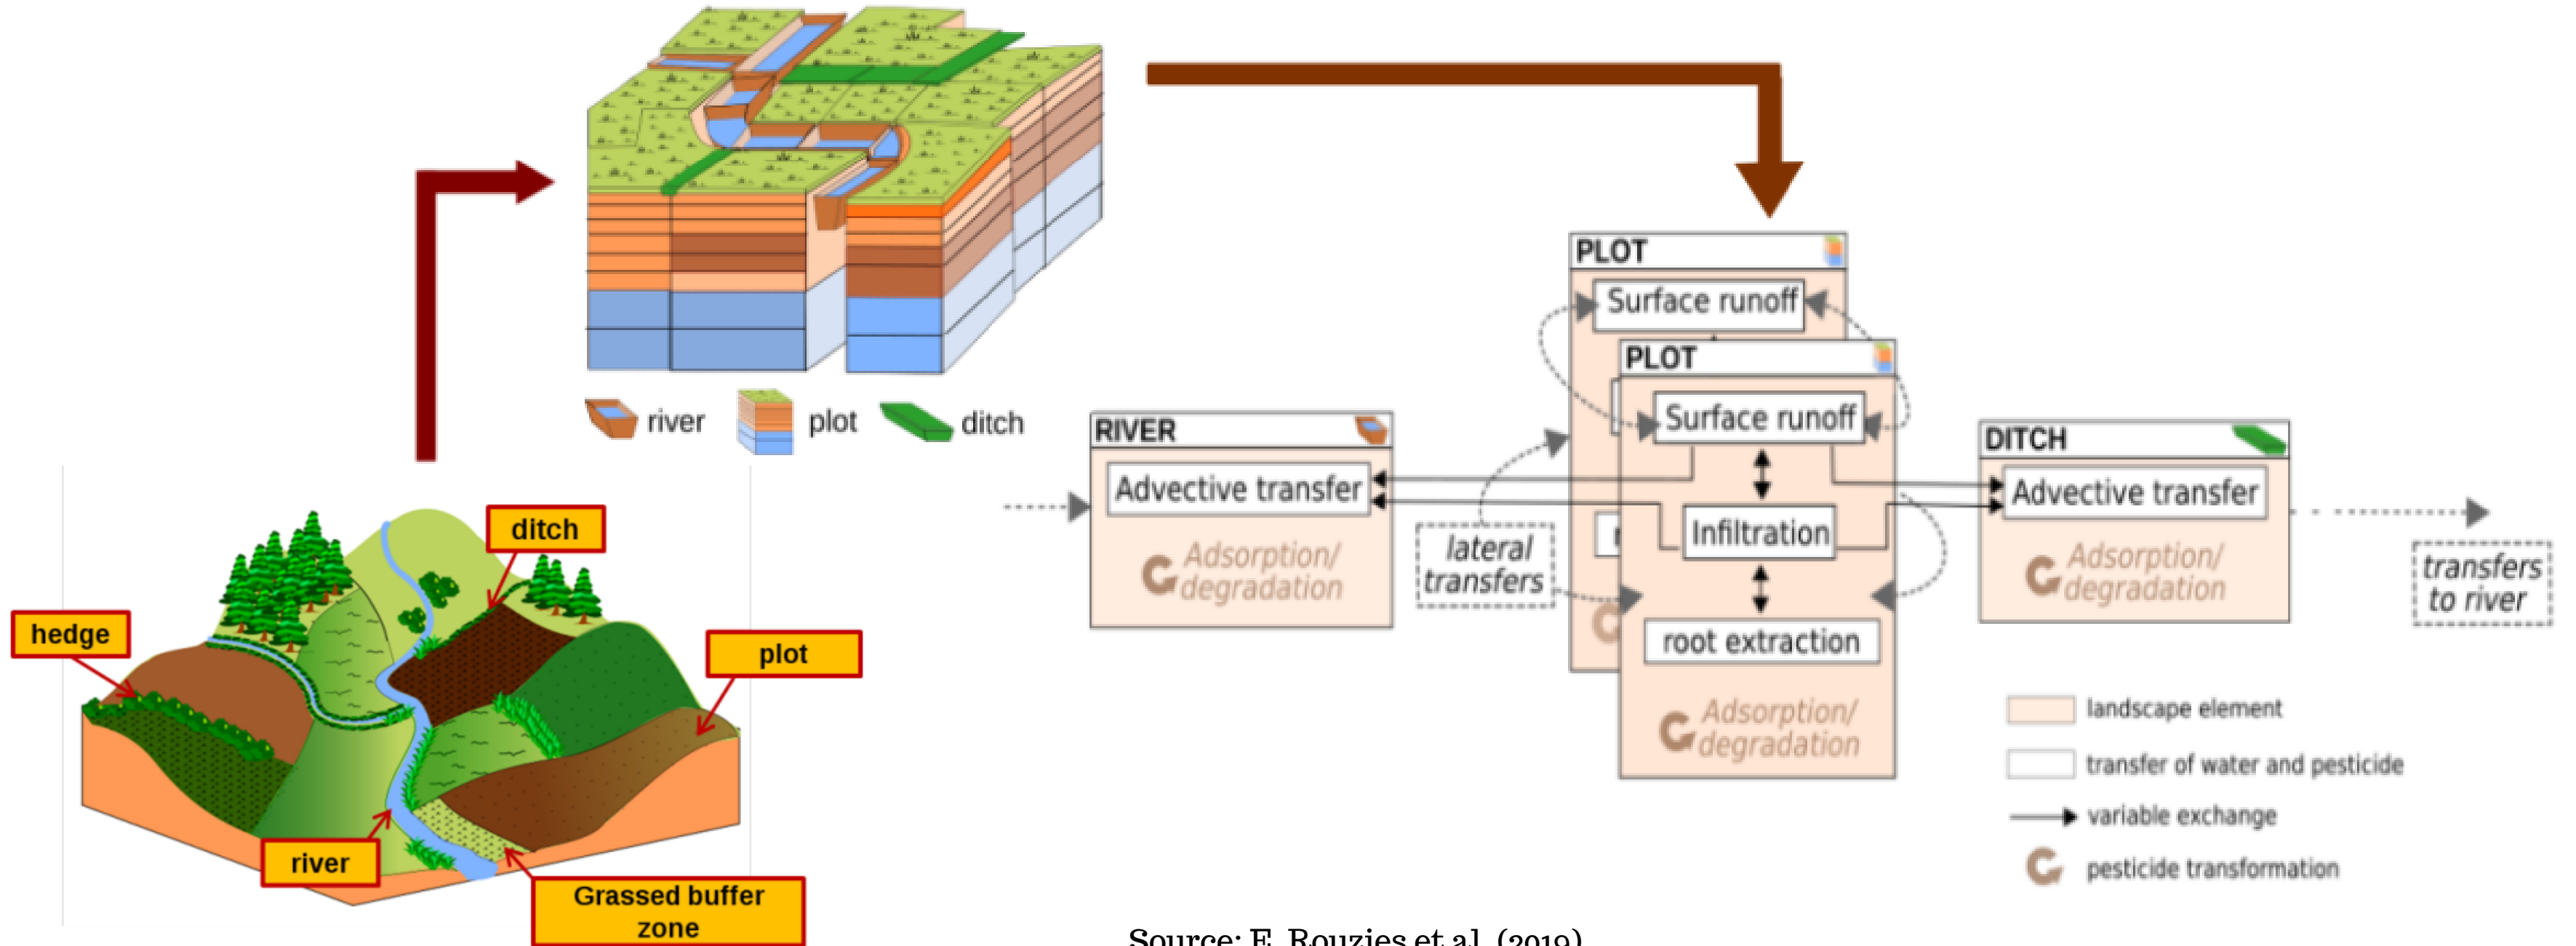 river
plot
ditch
ditch
hedge
plot
river
Grassed buffer
zone
PLOT
Surface runoff
PLOT
Surface runoff
Infiltration
root extraction
Adsorption/
degradation
RIVER
Advective transfer
Adsorption/
degradation
lateral
transfers
DITCH
Advective transfer
Adsorption/
degradation
transfers
to river
landscape element
transfer of water and pesticide
variable exchange
pesticide transformation
Source: E. Rouzies et al. (2019)